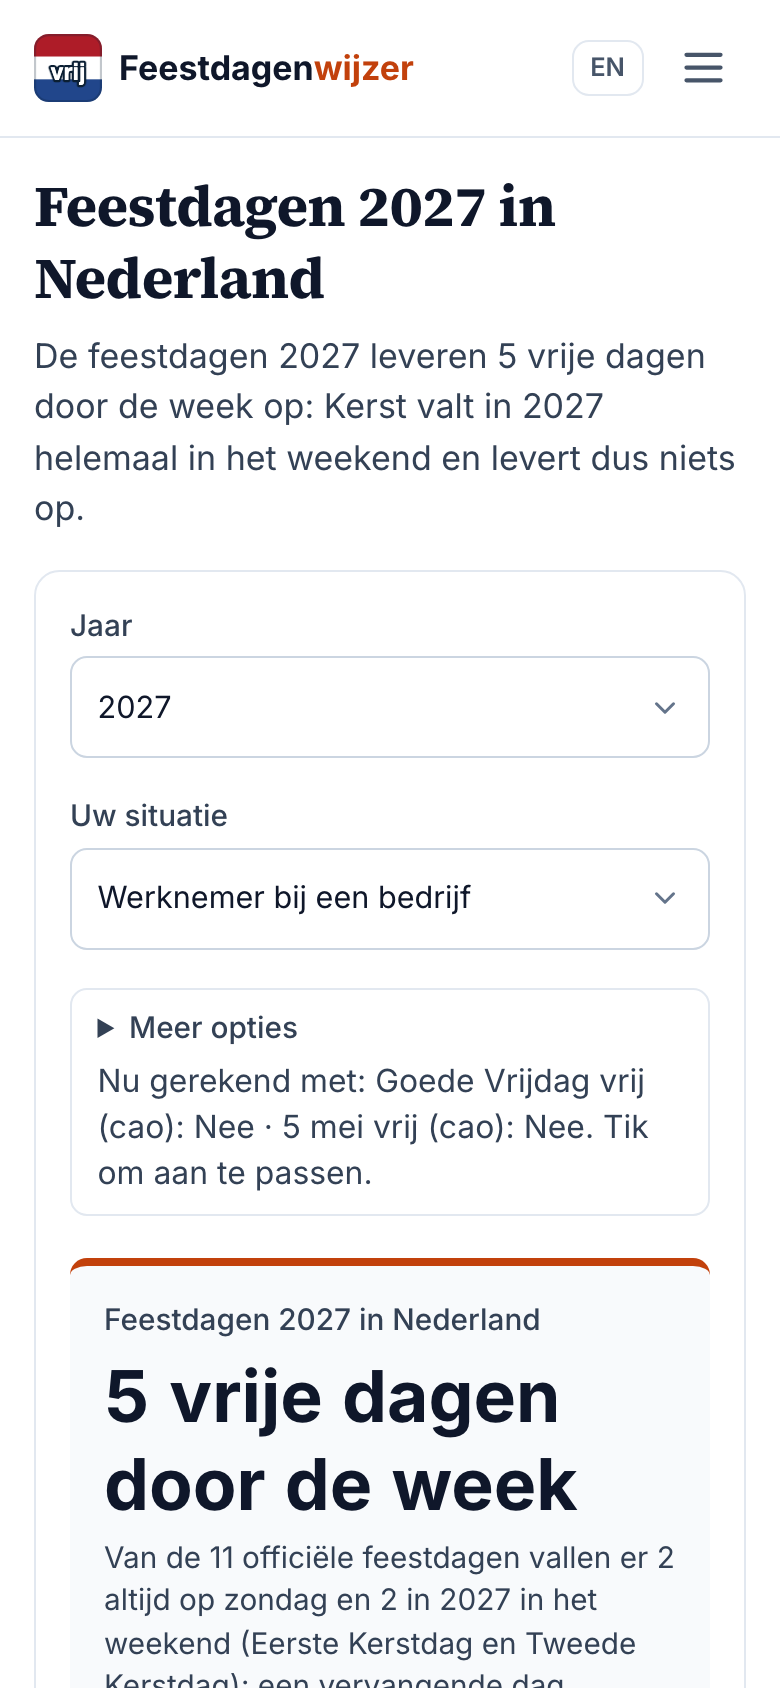 vrij
Feestdagenwijzer
EN
Feestdagen 2027 in
Nederland
De feestdagen 2027 leveren 5 vrije dagen
door de week op: Kerst valt in 2027
helemaal in het weekend en levert dus niets
op.
Jaar
2027
Uw situatie
Werknemer bij een bedrijf
Meer opties
Nu gerekend met: Goede Vrijdag vrij
(cao): Nee · 5 mei vrij (cao): Nee. Tik
om aan te passen.
Feestdagen 2027 in Nederland
5 vrije dagen
door de week
Van de 11 officiële feestdagen vallen er 2
altijd op zondag en 2 in 2027 in het
weekend (Eerste Kerstdag en Tweede
Kerstdag); een vervangende dag